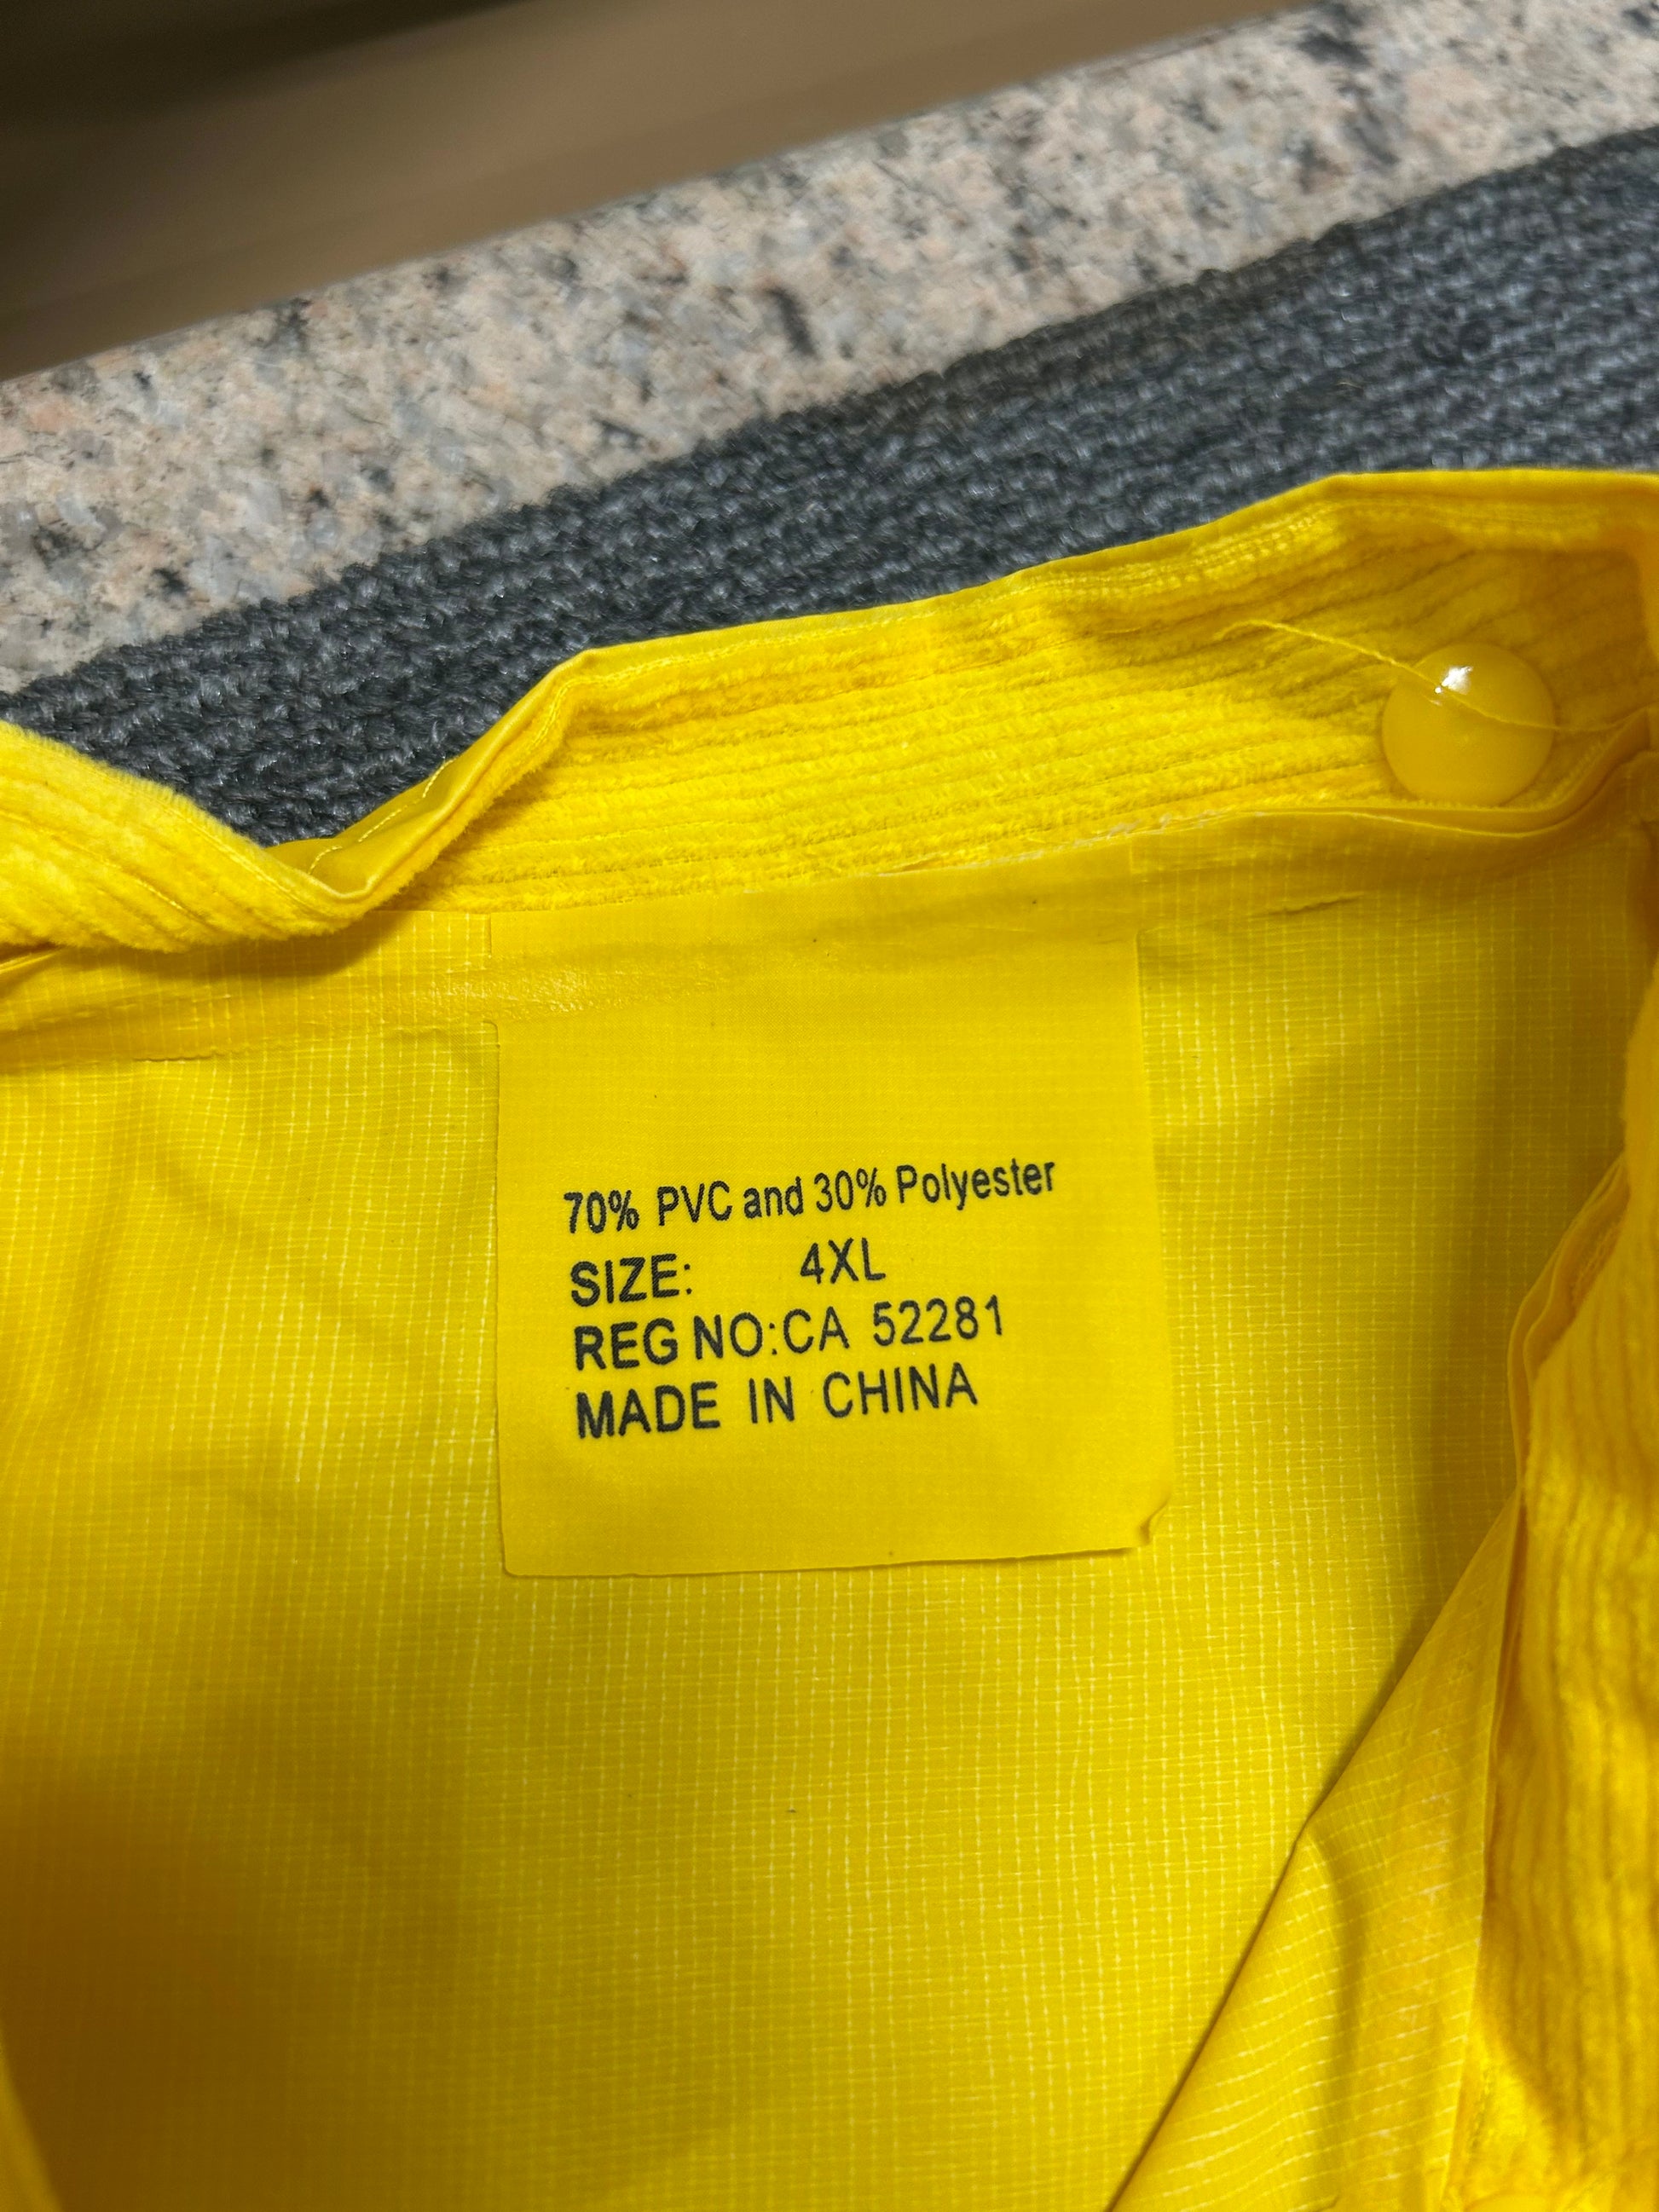 70% PVC and 30% Polyester
SIZE: 4XL
REG NO:CA 52281
MADE IN CHINA